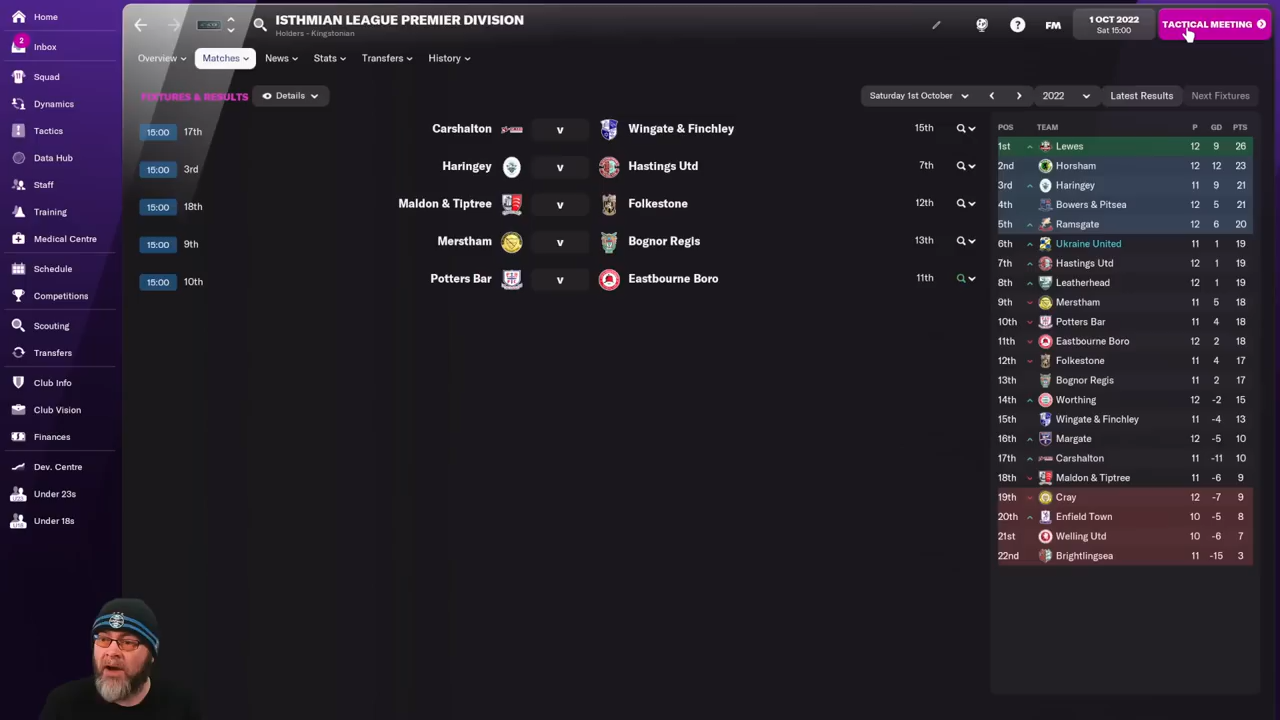 Home
ISTHMIAN LEAGUE PREMIER DIVISION
Holders - Kingstonian
1 OCT 2022
Sat 15:00
TACTICAL MEETING
? FM
2
Inbox
Overview Matches News Stats Transfers History
Squad
Dynamics
Tactics
Data Hub
Staff
Training
Medical Centre
Schedule
Competitions
Scouting
Transfers
Club Info
Club Vision
Finances
Dev. Centre
Under 23s
Under 18s
FIXTURES & RESULTS Details
Saturday 1st October 2022 Latest Results Next Fixtures
15:00 17th Carshalton v Wingate & Finchley 15th
15:00 3rd Haringey v Hastings Utd 7th
15:00 18th Maldon & Tiptree v Folkestone 12th
15:00 9th Merstham v Bognor Regis 13th
15:00 10th Potters Bar v Eastbourne Boro 11th
POS TEAM P GD PTS
1st Lewes 12 9 26
2nd Horsham 12 12 23
3rd Haringey 11 9 21
4th Bowers & Pitsea 12 5 21
5th Ramsgate 12 6 20
6th Ukraine United 11 1 19
7th Hastings Utd 12 1 19
8th Leatherhead 12 1 19
9th Merstham 11 5 18
10th Potters Bar 11 4 18
11th Eastbourne Boro 12 2 18
12th Folkestone 11 4 17
13th Bognor Regis 11 2 17
14th Worthing 12 -2 15
15th Wingate & Finchley 11 -4 13
16th Margate 12 -5 10
17th Carshalton 11 -11 10
18th Maldon & Tiptree 11 -6 9
19th Cray 12 -7 9
20th Enfield Town 10 -5 8
21st Welling Utd 10 -6 7
22nd Brightlingsea 11 -15 3